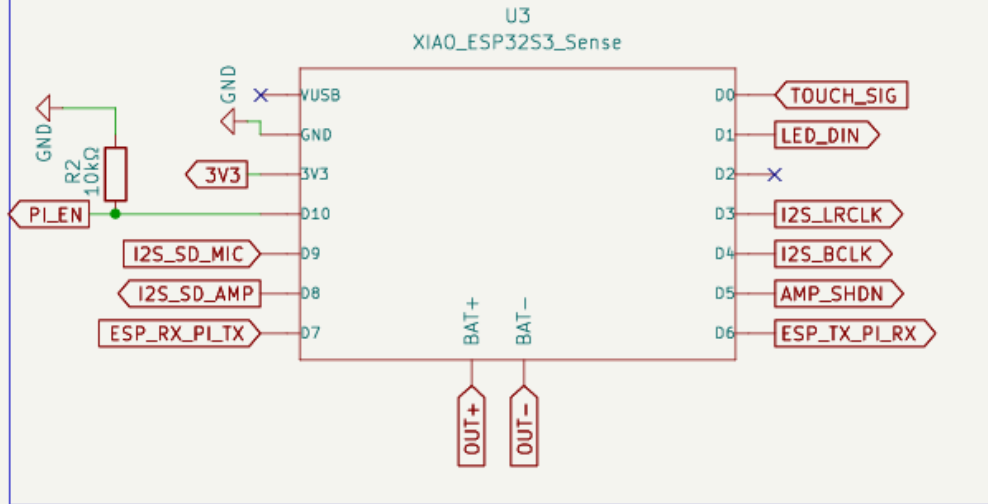 U3
XIAO_ESP32S3_Sense
GND
VUSB
D0
TOUCH_SIG
GND
R2
10kΩ
GND
D1
LED_DIN
3V3
3V3
D2
PI_EN
D10
D3
I2S_LRCLK
I2S_SD_MIC
D9
D4
I2S_BCLK
I2S_SD_AMP
D8
D5
AMP_SHDN
ESP_RX_PI_TX
D7
BAT+
BAT-
D6
ESP_TX_PI_RX
OUT+
OUT-